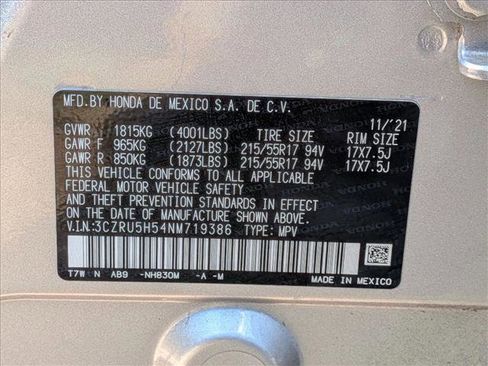 MFD.BY HONDA DE MEXICO S.A. DE C.V.
11/'21
GVWR 1815KG (4001LBS) TIRE SIZE RIM SIZE
GAWR F 965KG (2127LBS) 215/55R17 94V 17X7.5J
GAWR R 850KG (1873LBS) 215/55R17 94V 17X7.5J
THIS VEHICLE CONFORMS TO ALL APPLICABLE
FEDERAL MOTOR VEHICLE SAFETY
AND THEFT PREVENTION STANDARDS IN EFFECT
ON THE DATE OF MANUFACTURE SHOWN ABOVE.
V.I.N.:3CZRU5H54NM719386 TYPE: MPV
T7W N AB9 -NH830M -A -M
MADE IN MEXICO